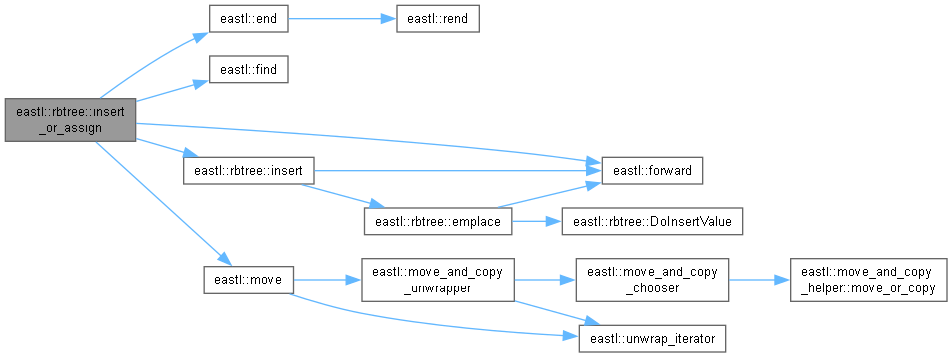 eastl::end
eastl::rend
eastl::find
eastl::rbtree::insert
_or_assign
eastl::rbtree::insert
eastl::forward
eastl::rbtree::emplace
eastl::rbtree::DoInsertValue
eastl::move
eastl::move_and_copy
_unwrapper
eastl::move_and_copy
_chooser
eastl::move_and_copy
_helper::move_or_copy
eastl::unwrap_iterator